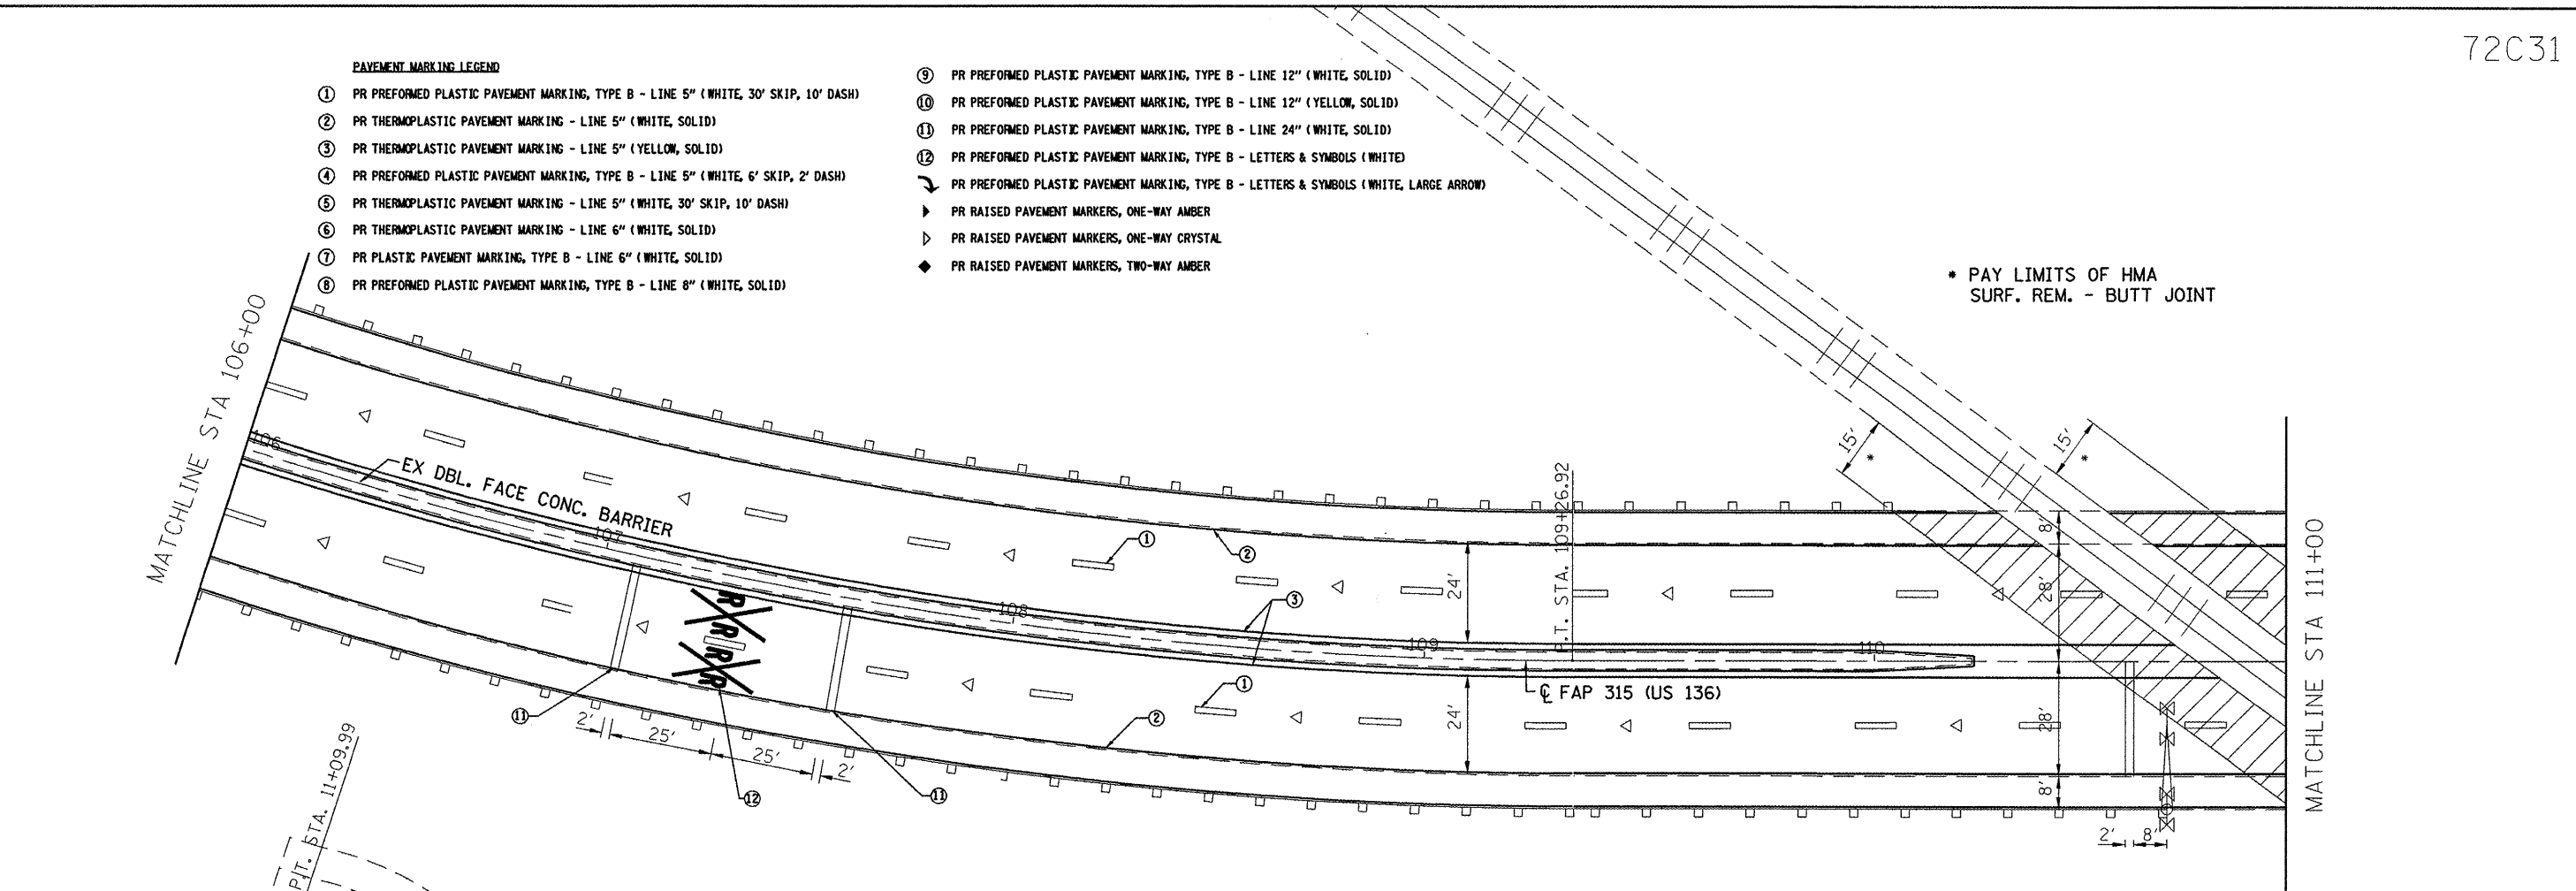 72C31
PAVEMENT MARKING LEGEND
① PR PREFORMED PLASTIC PAVEMENT MARKING, TYPE B - LINE 5" (WHITE, 30' SKIP, 10' DASH)
② PR THERMOPLASTIC PAVEMENT MARKING - LINE 5" (WHITE, SOLID)
③ PR THERMOPLASTIC PAVEMENT MARKING - LINE 5" (YELLOW, SOLID)
④ PR PREFORMED PLASTIC PAVEMENT MARKING, TYPE B - LINE 5" (WHITE, 6' SKIP, 2' DASH)
⑤ PR THERMOPLASTIC PAVEMENT MARKING - LINE 5" (WHITE, 30' SKIP, 10' DASH)
⑥ PR THERMOPLASTIC PAVEMENT MARKING - LINE 6" (WHITE, SOLID)
⑦ PR PLASTIC PAVEMENT MARKING, TYPE B - LINE 6" (WHITE, SOLID)
⑧ PR PREFORMED PLASTIC PAVEMENT MARKING, TYPE B - LINE 8" (WHITE, SOLID)
⑨ PR PREFORMED PLASTIC PAVEMENT MARKING, TYPE B - LINE 12" (WHITE, SOLID)
⑩ PR PREFORMED PLASTIC PAVEMENT MARKING, TYPE B - LINE 12" (YELLOW, SOLID)
⑪ PR PREFORMED PLASTIC PAVEMENT MARKING, TYPE B - LINE 24" (WHITE, SOLID)
⑫ PR PREFORMED PLASTIC PAVEMENT MARKING, TYPE B - LETTERS & SYMBOLS (WHITE)
PR PREFORMED PLASTIC PAVEMENT MARKING, TYPE B - LETTERS & SYMBOLS (WHITE, LARGE ARROW)
PR RAISED PAVEMENT MARKERS, ONE-WAY AMBER
PR RAISED PAVEMENT MARKERS, ONE-WAY CRYSTAL
PR RAISED PAVEMENT MARKERS, TWO-WAY AMBER
* PAY LIMITS OF HMA
SURF. REM. - BUTT JOINT
MATCHLINE STA 106+00
106
EX DBL. FACE CONC. BARRIER
107
108
109
110
①
②
③
①
②
⑪
⑫
⑪
R R
R R
2'
25'
25'
2'
24'
24'
P.T. STA. 109+26.92
℄ FAP 315 (US 136)
15'
*
15'
*
8'
28'
28'
8'
2'
8'
MATCHLINE STA 111+00
P.T. STA. 11+09.99